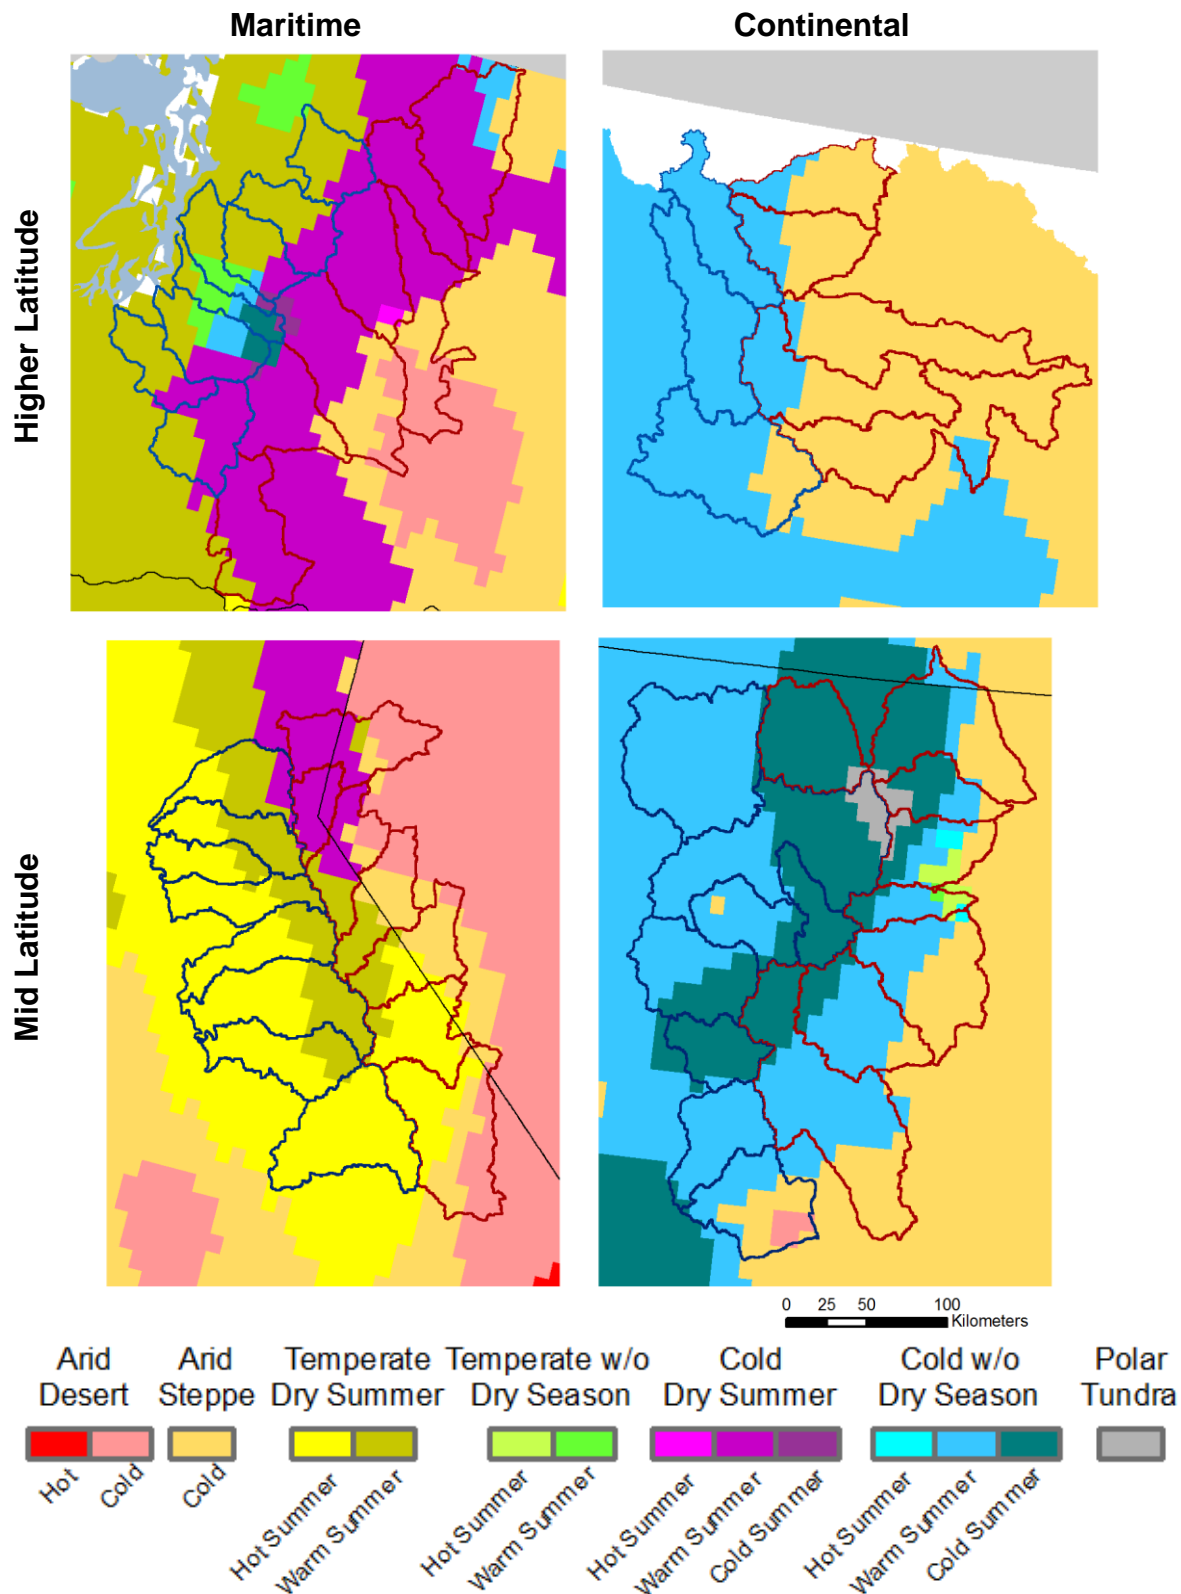 Maritime
Continental
Higher Latitude
Mid Latitude
0 25 50 100
Kilometers
Arid Desert
Arid Steppe
Temperate Dry Summer
Temperate w/o Dry Season
Cold Dry Summer
Cold w/o Dry Season
Polar Tundra
Hot
Cold
Cold
Hot Summer
Warm Summer
Hot Summer
Warm Summer
Hot Summer
Warm Summer
Cold Summer
Hot Summer
Warm Summer
Cold Summer